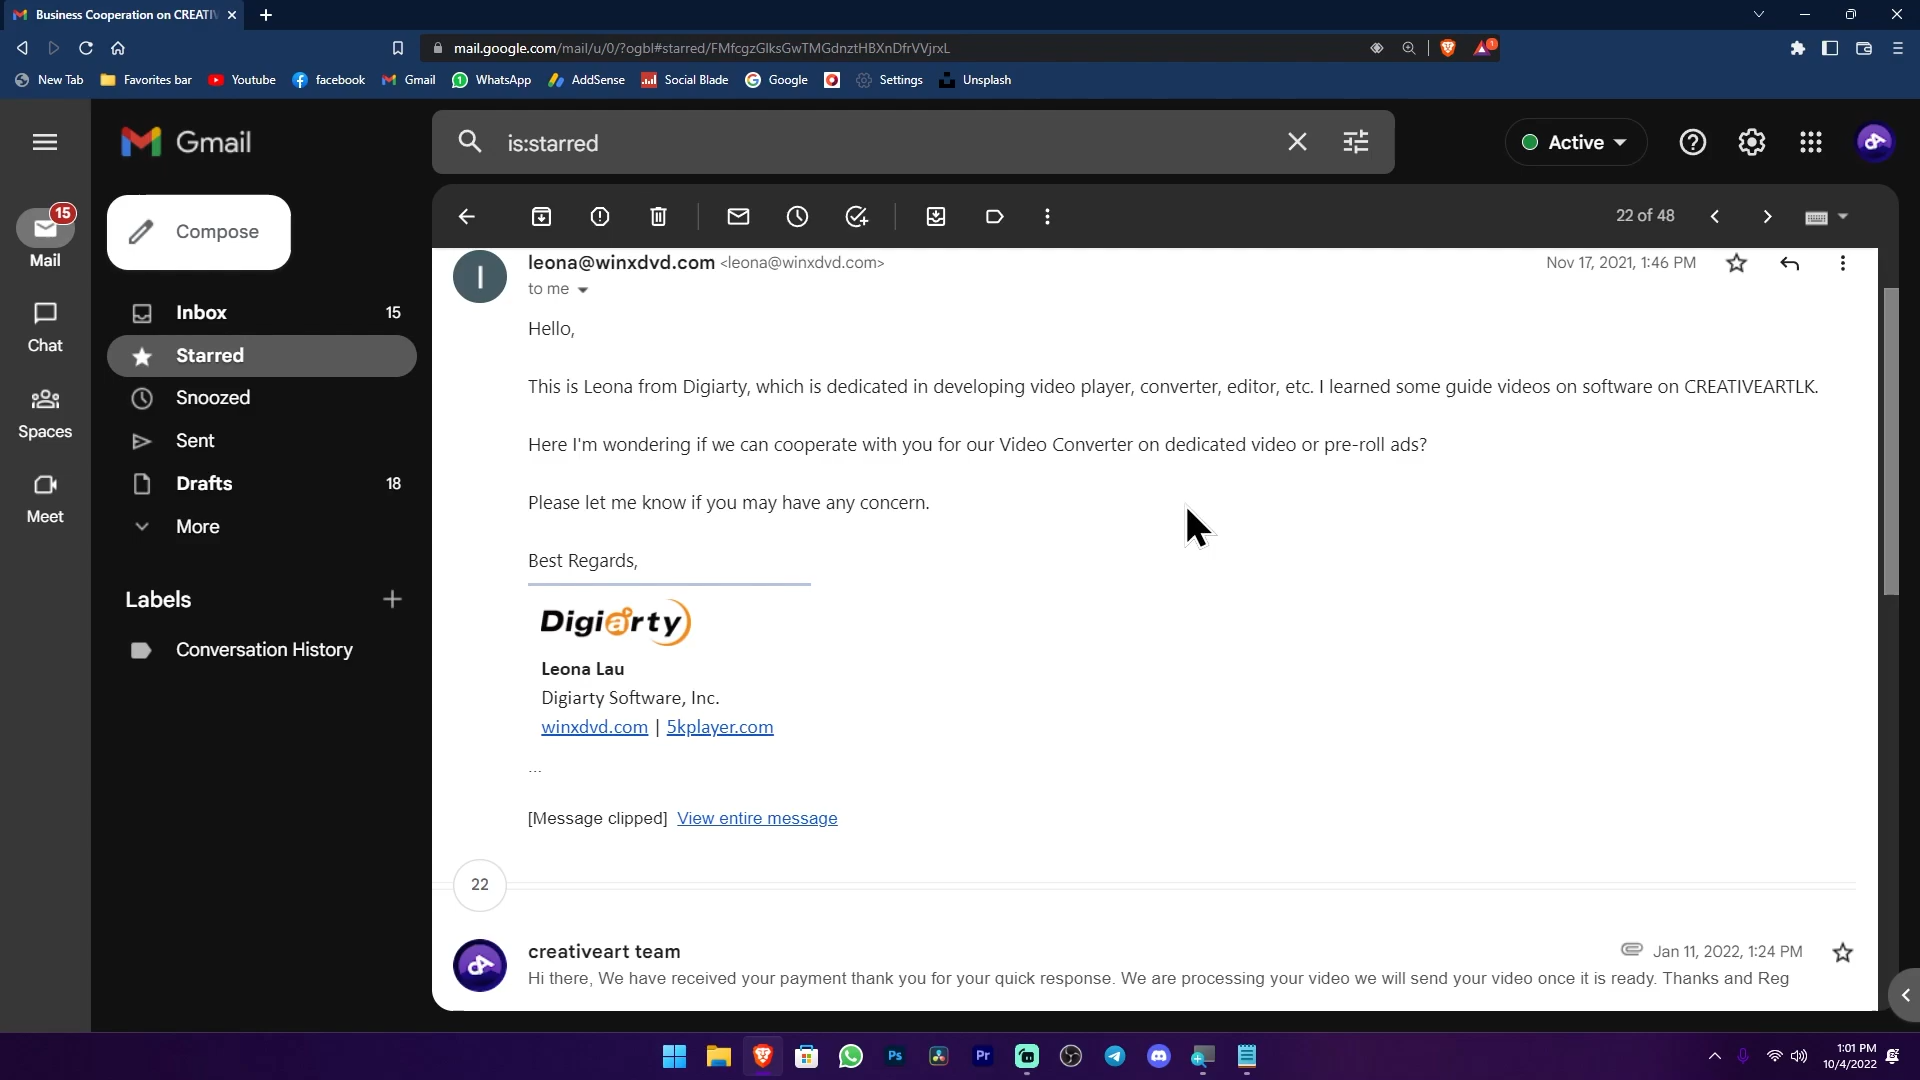 Business Cooperation on CREATIV
mail.google.com/mail/u/0/?ogbl#starred/FMfcgzGlksGwTMGdnztHBXnDfrVVjrxL
1
New Tab Favorites bar Youtube facebook Gmail WhatsApp AddSense Social Blade Google Settings Unsplash
Gmail
is:starred
Active
15
Mail
Chat
Spaces
Meet
Compose
Inbox 15
Starred
Snoozed
Sent
Drafts 18
More
Labels
Conversation History
22 of 48
leona@winxdvd.com <leona@winxdvd.com>
Nov 17, 2021, 1:46 PM
to me
Hello,
This is Leona from Digiarty, which is dedicated in developing video player, converter, editor, etc. I learned some guide videos on software on CREATIVEARTLK.
Here I'm wondering if we can cooperate with you for our Video Converter on dedicated video or pre-roll ads?
Please let me know if you may have any concern.
Best Regards,
Digiarty
Leona Lau
Digiarty Software, Inc.
winxdvd.com | 5kplayer.com
...
[Message clipped] View entire message
22
creativeart team
Jan 11, 2022, 1:24 PM
Hi there, We have received your payment thank you for your quick response. We are processing your video we will send your video once it is ready. Thanks and Reg
Ps
Pr
1:01 PM
10/4/2022